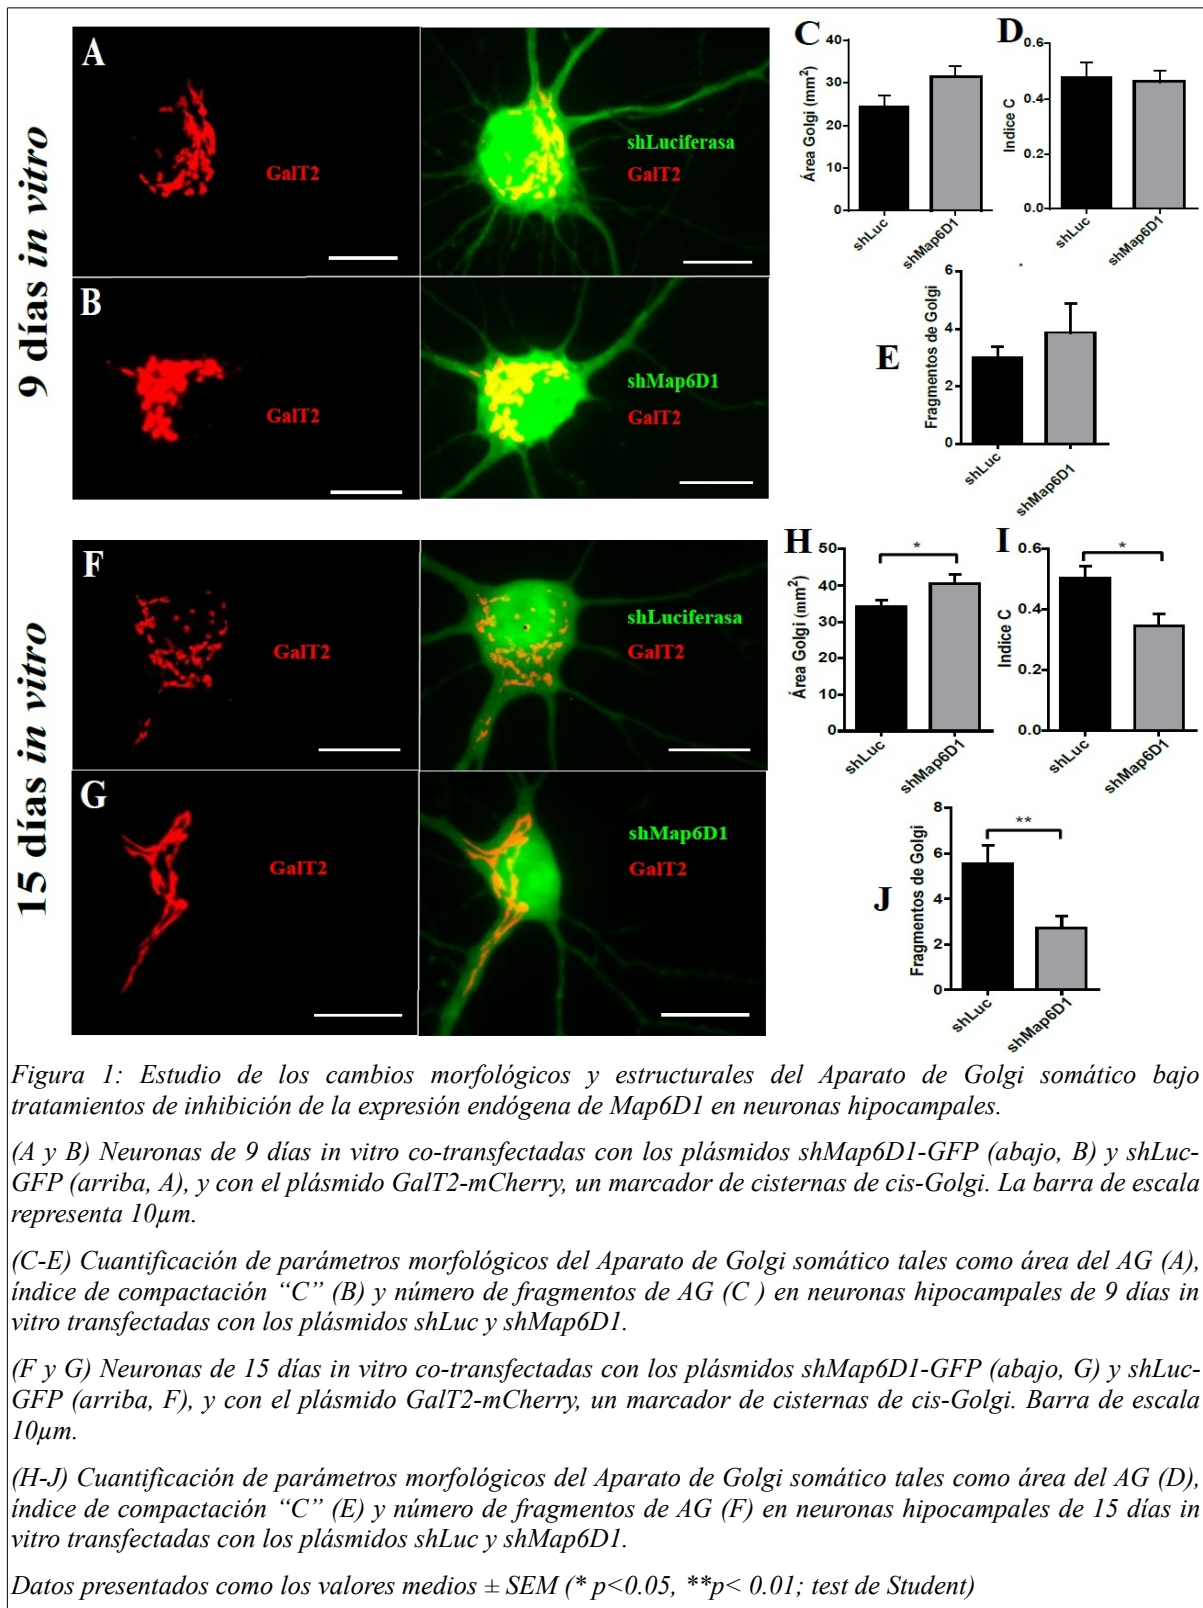 9 días in vitro
A
GalT2
shLuciferasa
GalT2
B
GalT2
shMap6D1
GalT2
C
Área Golgi (mm²)
40
30
20
10
0
shLuc
shMap6D1
D
Indice C
0.6
0.4
0.2
0.0
shLuc
shMap6D1
E
Fragmentos de Golgi
6
4
2
0
shLuc
shMap6D1
15 días in vitro
F
GalT2
shLuciferasa
GalT2
G
GalT2
shMap6D1
GalT2
H
Área Golgi (mm²)
50
40
30
20
10
0
*
shLuc
shMap6D1
I
Indice C
0.6
0.4
0.2
0.0
*
shLuc
shMap6D1
J
Fragmentos de Golgi
8
6
4
2
0
**
shLuc
shMap6D1
Figura 1: Estudio de los cambios morfológicos y estructurales del Aparato de Golgi somático bajo
tratamientos de inhibición de la expresión endógena de Map6D1 en neuronas hipocampales.
(A y B) Neuronas de 9 días in vitro co-transfectadas con los plásmidos shMap6D1-GFP (abajo, B) y shLuc-
GFP (arriba, A), y con el plásmido GalT2-mCherry, un marcador de cisternas de cis-Golgi. La barra de escala
representa 10µm.
(C-E) Cuantificación de parámetros morfológicos del Aparato de Golgi somático tales como área del AG (A),
índice de compactación “C” (B) y número de fragmentos de AG (C ) en neuronas hipocampales de 9 días in
vitro transfectadas con los plásmidos shLuc y shMap6D1.
(F y G) Neuronas de 15 días in vitro co-transfectadas con los plásmidos shMap6D1-GFP (abajo, G) y shLuc-
GFP (arriba, F), y con el plásmido GalT2-mCherry, un marcador de cisternas de cis-Golgi. Barra de escala
10µm.
(H-J) Cuantificación de parámetros morfológicos del Aparato de Golgi somático tales como área del AG (D),
índice de compactación “C” (E) y número de fragmentos de AG (F) en neuronas hipocampales de 15 días in
vitro transfectadas con los plásmidos shLuc y shMap6D1.
Datos presentados como los valores medios ± SEM (* p<0.05, **p< 0.01; test de Student)